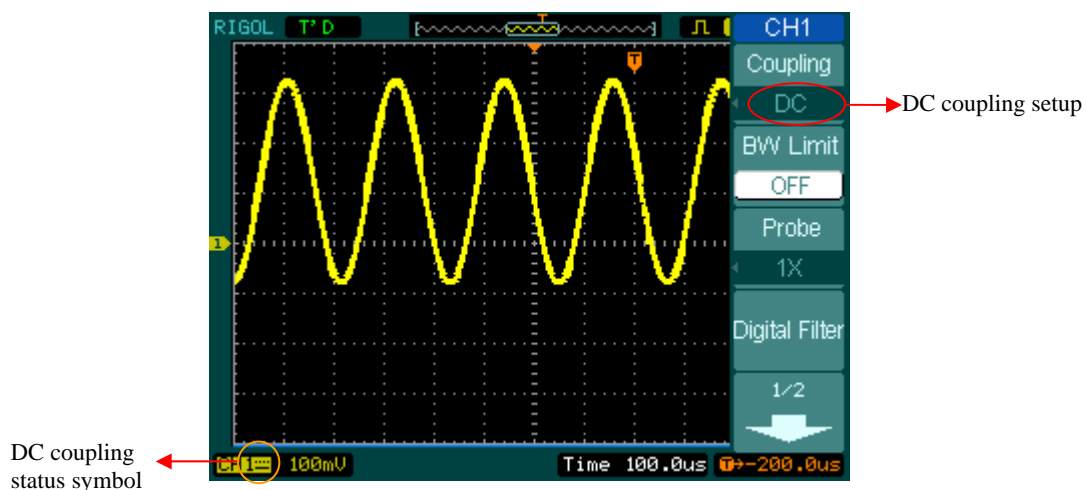 RIGOL T'D T CH1
Coupling
T
DC
DC coupling setup
BW Limit
OFF
Probe
1
1X
Digital Filter
1/2
DC coupling
status symbol
CH1 100mV Time 100.0us T→-200.0us